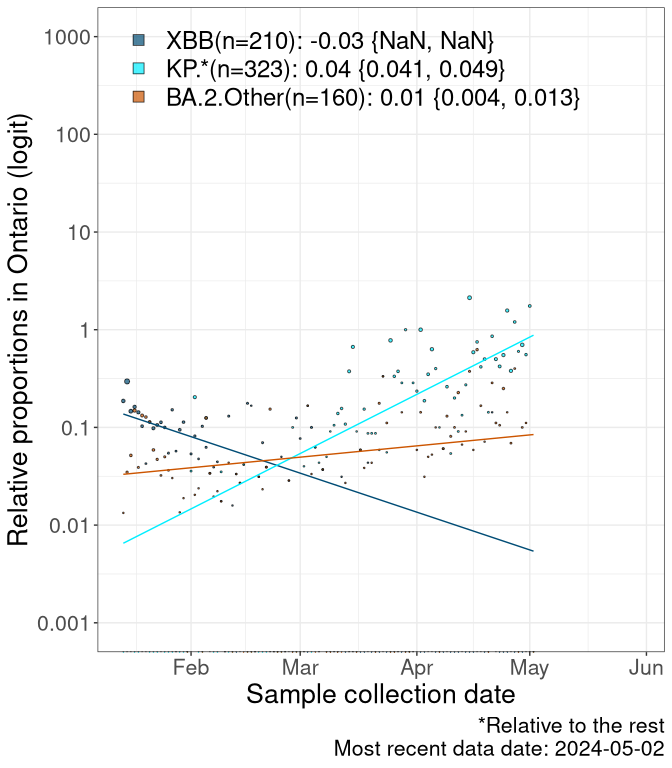 XBB(n=210): -0.03 {NaN, NaN}
KP.*(n=323): 0.04 {0.041, 0.049}
BA.2.Other(n=160): 0.01 {0.004, 0.013}
Relative proportions in Ontario (logit)
1000
100
10
1
0.1
0.01
0.001
Feb Mar Apr May Jun
Sample collection date
*Relative to the rest
Most recent data date: 2024-05-02